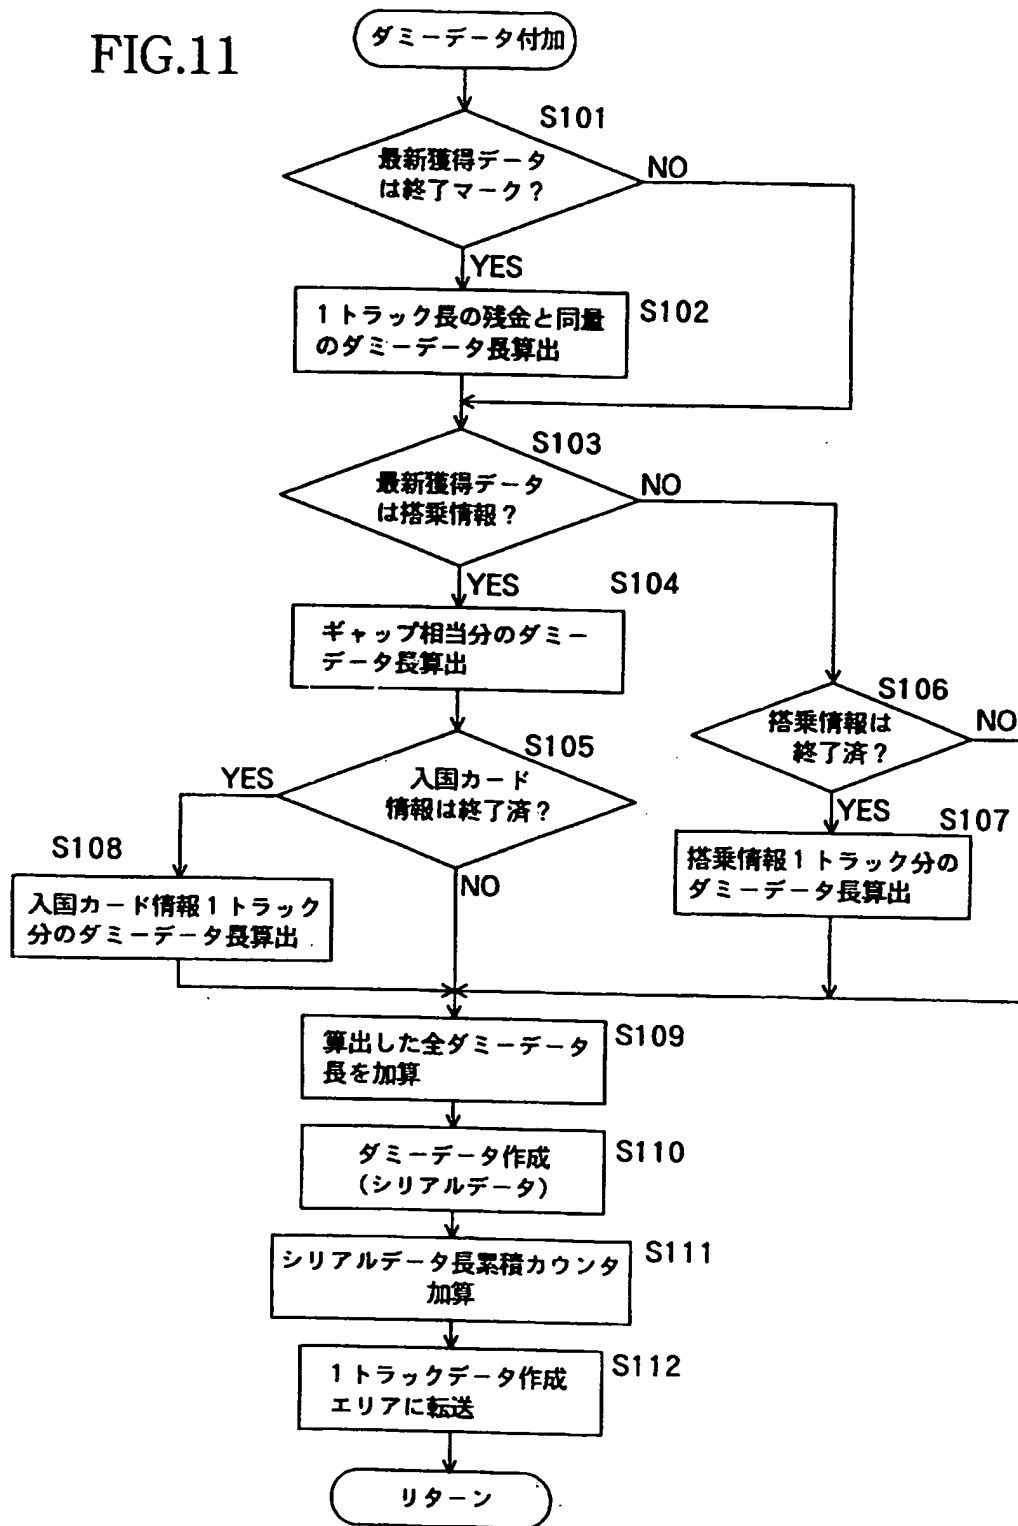 FIG.11
ダミーデータ付加
S101
最新獲得データ
は終了マーク？
NO
YES
S102
1トラック長の残金と同量
のダミーデータ長算出
S103
最新獲得データ
は搭乗情報？
NO
YES
S104
ギャップ相当分のダミー
データ長算出
S105
入国カード
情報は終了済？
YES
NO
S106
搭乗情報は
終了済？
NO
YES
S107
搭乗情報1トラック分の
ダミーデータ長算出
S108
入国カード情報1トラック
分のダミーデータ長算出
S109
算出した全ダミーデータ
長を加算
S110
ダミーデータ作成
（シリアルデータ）
S111
シリアルデータ長累積カウンタ
加算
S112
1トラックデータ作成
エリアに転送
リターン